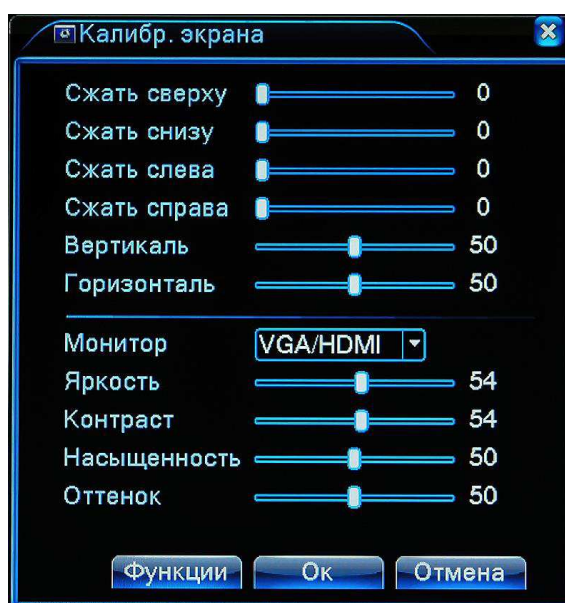 Калибр. экрана
Сжать сверху 0
Сжать снизу 0
Сжать слева 0
Сжать справа 0
Вертикаль 50
Горизонталь 50
Монитор VGA/HDMI
Яркость 54
Контраст 54
Насыщенность 50
Оттенок 50
Функции Ок Отмена